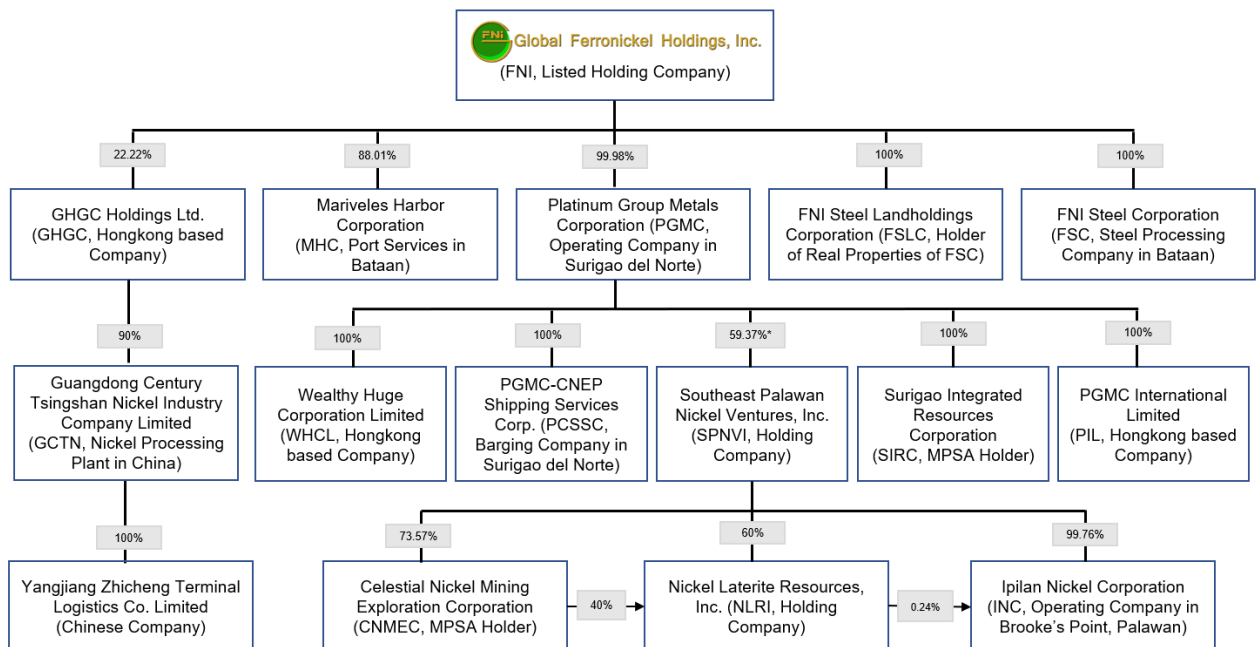 FNi Global Ferronickel Holdings, Inc.
(FNI, Listed Holding Company)
22.22%
88.01%
99.98%
100%
100%
GHGC Holdings Ltd.
(GHGC, Hongkong based
Company)
Mariveles Harbor
Corporation
(MHC, Port Services in
Bataan)
Platinum Group Metals
Corporation (PGMC,
Operating Company in
Surigao del Norte)
FNI Steel Landholdings
Corporation (FSLC, Holder
of Real Properties of FSC)
FNI Steel Corporation
(FSC, Steel Processing
Company in Bataan)
90%
100%
100%
59.37%*
100%
100%
Guangdong Century
Tsingshan Nickel Industry
Company Limited
(GCTN, Nickel Processing
Plant in China)
Wealthy Huge
Corporation Limited
(WHCL, Hongkong
based Company)
PGMC-CNEP
Shipping Services
Corp. (PCSSC,
Barging Company in
Surigao del Norte)
Southeast Palawan
Nickel Ventures, Inc.
(SPNVI, Holding
Company)
Surigao Integrated
Resources
Corporation
(SIRC, MPSA Holder)
PGMC International
Limited
(PIL, Hongkong based
Company)
100%
73.57%
60%
99.76%
Yangjiang Zhicheng Terminal
Logistics Co. Limited
(Chinese Company)
Celestial Nickel Mining
Exploration Corporation
(CNMEC, MPSA Holder)
40%
Nickel Laterite Resources,
Inc. (NLRI, Holding
Company)
0.24%
Ipilan Nickel Corporation
(INC, Operating Company in
Brooke’s Point, Palawan)